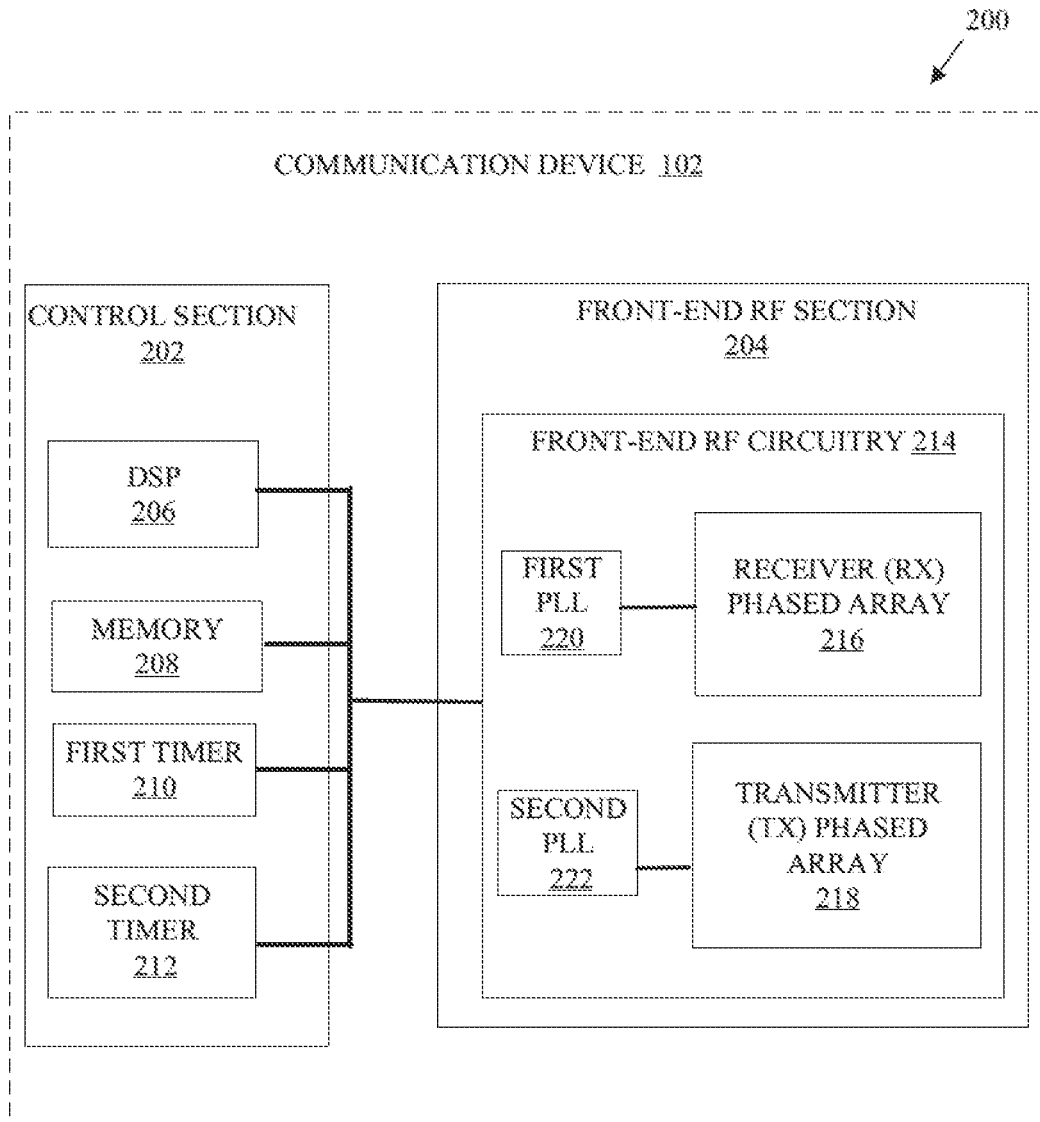 200
COMMUNICATION DEVICE 102
CONTROL SECTION
202
DSP
206
MEMORY
208
FIRST TIMER
210
SECOND
TIMER
212
FRONT-END RF SECTION
204
FRONT-END RF CIRCUITRY 214
FIRST
PLL
220
RECEIVER (RX)
PHASED ARRAY
216
SECOND
PLL
222
TRANSMITTER
(TX) PHASED
ARRAY
218